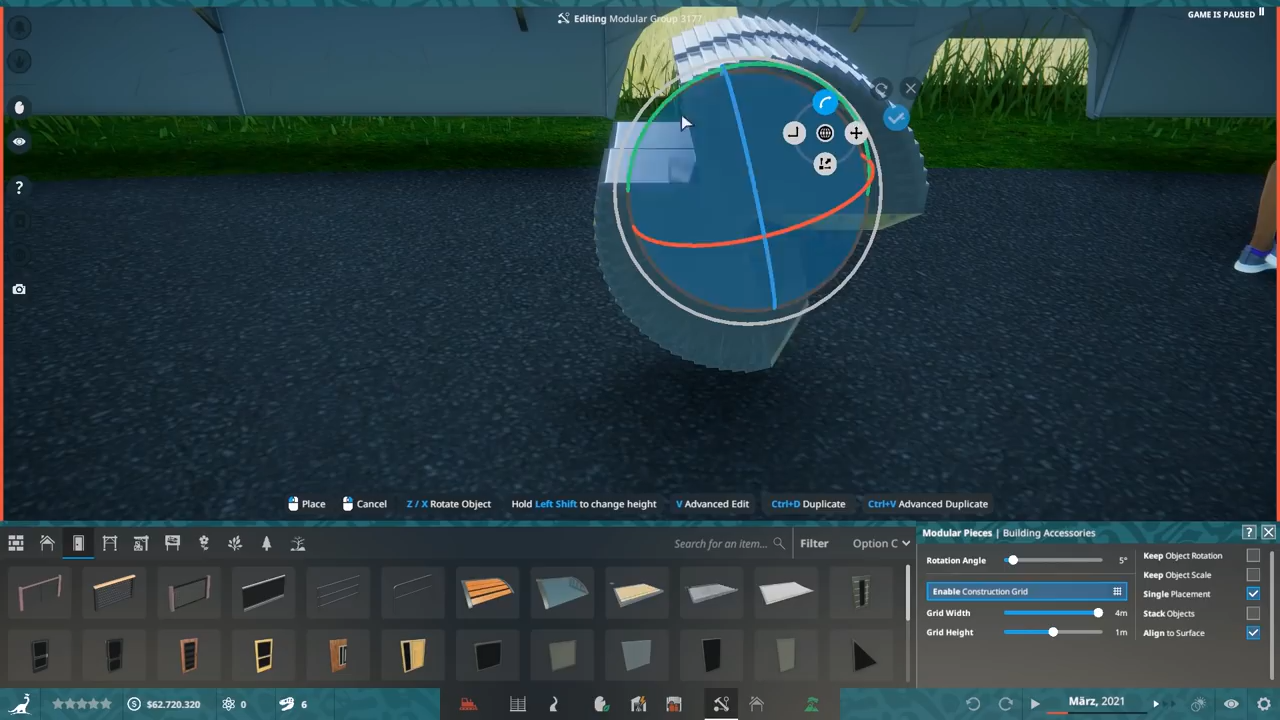 Editing Modular Group 3177
GAME IS PAUSED
?
Place
Cancel
Z / X Rotate Object
Hold Left Shift to change height
V Advanced Edit
Ctrl+D Duplicate
Ctrl+V Advanced Duplicate
Search for an item...
Filter
Option C
Modular Pieces | Building Accessories
?
Rotation Angle
5°
Enable Construction Grid
Grid Width
4m
Grid Height
1m
Keep Object Rotation
Keep Object Scale
Single Placement
Stack Objects
Align to Surface
$62.720.320
0
6
März, 2021